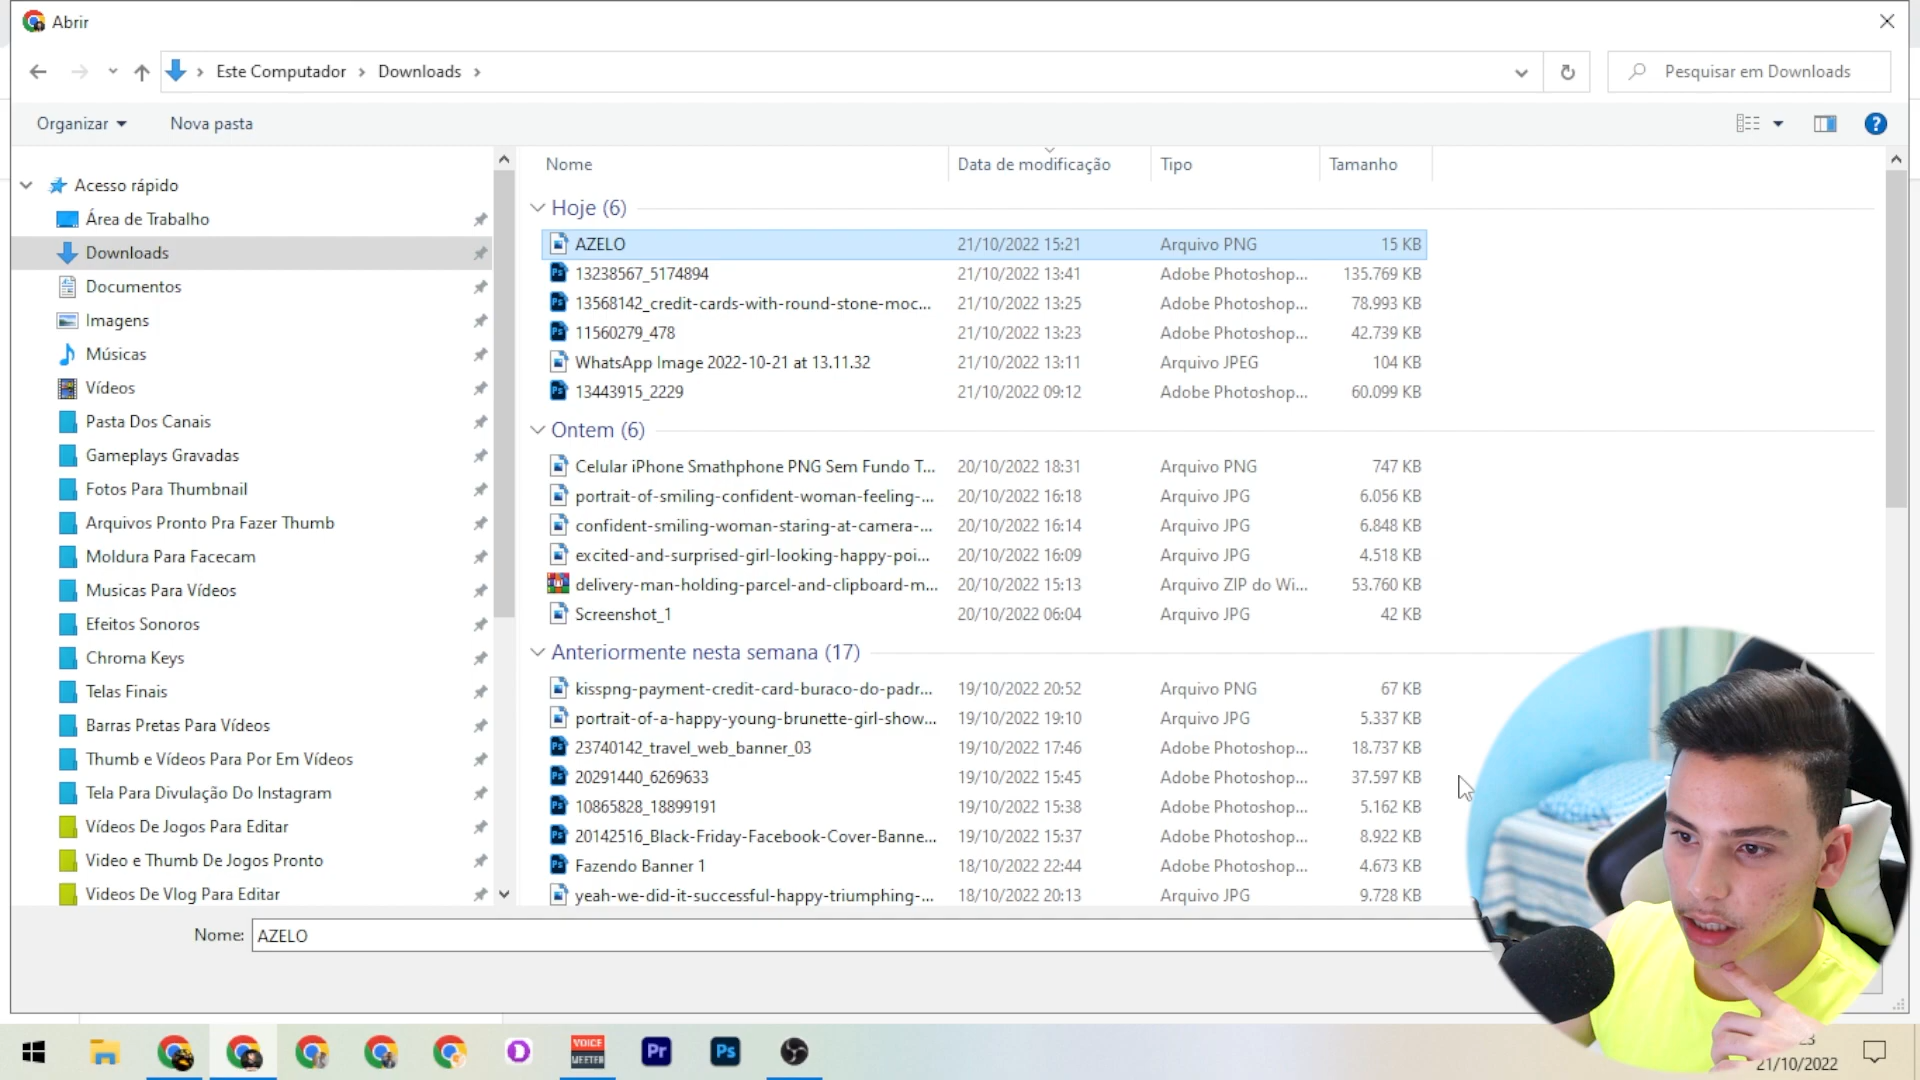 Abrir
Este Computador > Downloads >
Pesquisar em Downloads
Organizar
Nova pasta
Nome
Data de modificação
Tipo
Tamanho
Acesso rápido
Área de Trabalho
Downloads
Documentos
Imagens
Músicas
Vídeos
Pasta Dos Canais
Gameplays Gravadas
Fotos Para Thumbnail
Arquivos Pronto Pra Fazer Thumb
Moldura Para Facecam
Musicas Para Vídeos
Efeitos Sonoros
Chroma Keys
Telas Finais
Barras Pretas Para Vídeos
Thumb e Vídeos Para Por Em Vídeos
Tela Para Divulgação Do Instagram
Vídeos De Jogos Para Editar
Video e Thumb De Jogos Pronto
Videos De Vlog Para Editar
Hoje (6)
AZELO 21/10/2022 15:21 Arquivo PNG 15 KB
13238567_5174894 21/10/2022 13:41 Adobe Photoshop... 135.769 KB
13568142_credit-cards-with-round-stone-moc... 21/10/2022 13:25 Adobe Photoshop... 78.993 KB
11560279_478 21/10/2022 13:23 Adobe Photoshop... 42.739 KB
WhatsApp Image 2022-10-21 at 13.11.32 21/10/2022 13:11 Arquivo JPEG 104 KB
13443915_2229 21/10/2022 09:12 Adobe Photoshop... 60.099 KB
Ontem (6)
Celular iPhone Smathphone PNG Sem Fundo T... 20/10/2022 18:31 Arquivo PNG 747 KB
portrait-of-smiling-confident-woman-feeling-... 20/10/2022 16:18 Arquivo JPG 6.056 KB
confident-smiling-woman-staring-at-camera-... 20/10/2022 16:14 Arquivo JPG 6.848 KB
excited-and-surprised-girl-looking-happy-poi... 20/10/2022 16:09 Arquivo JPG 4.518 KB
delivery-man-holding-parcel-and-clipboard-m... 20/10/2022 15:13 Arquivo ZIP do Wi... 53.760 KB
Screenshot_1 20/10/2022 06:04 Arquivo JPG 42 KB
Anteriormente nesta semana (17)
kisspng-payment-credit-card-buraco-do-padr... 19/10/2022 20:52 Arquivo PNG 67 KB
portrait-of-a-happy-young-brunette-girl-show... 19/10/2022 19:10 Arquivo JPG 5.337 KB
23740142_travel_web_banner_03 19/10/2022 17:46 Adobe Photoshop... 18.737 KB
20291440_6269633 19/10/2022 15:45 Adobe Photoshop... 37.597 KB
10865828_18899191 19/10/2022 15:38 Adobe Photoshop... 5.162 KB
20142516_Black-Friday-Facebook-Cover-Banne... 19/10/2022 15:37 Adobe Photoshop... 8.922 KB
Fazendo Banner 1 18/10/2022 22:44 Adobe Photoshop... 4.673 KB
yeah-we-did-it-successful-happy-triumphing-... 18/10/2022 20:13 Arquivo JPG 9.728 KB
Nome: AZELO
VOICE
MEETER
Pr
Ps
21/10/2022